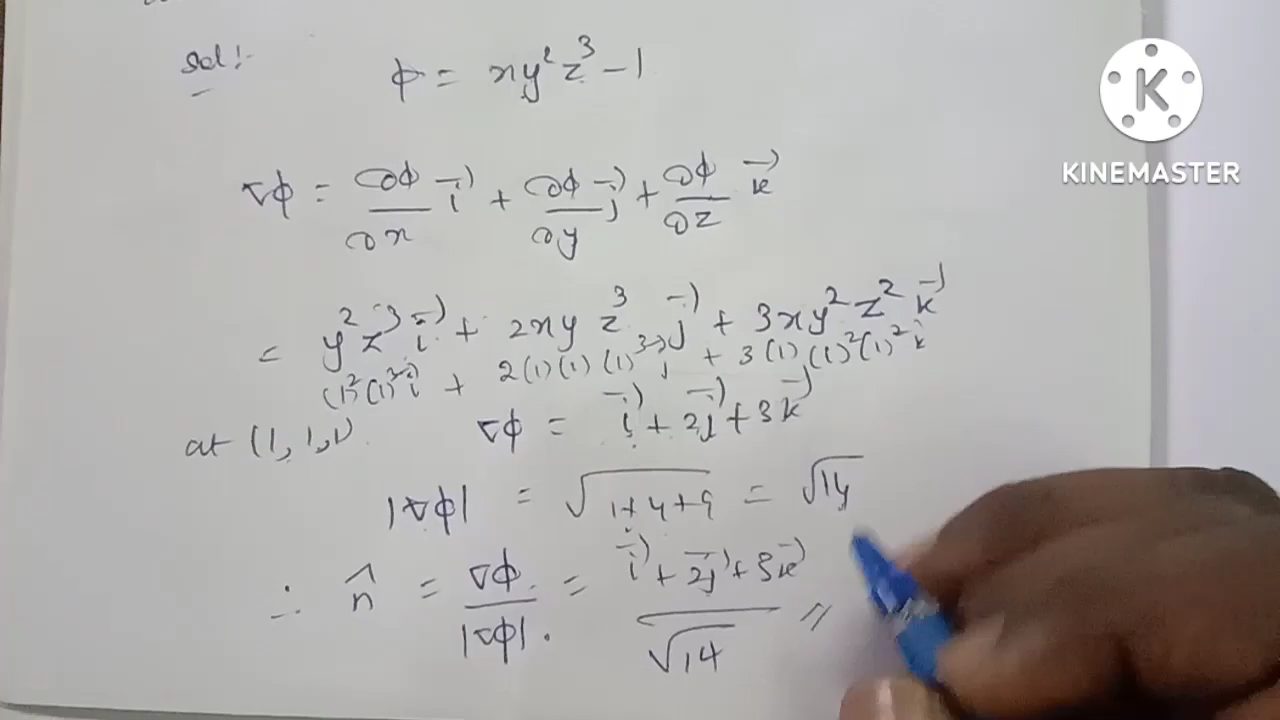 Sol:-
ϕ = xy²z³ - 1
KINEMASTER
∇ϕ = ∂ϕ/∂x i⃗ + ∂ϕ/∂y j⃗ + ∂ϕ/∂z k⃗
= y²z³ i⃗ + 2xyz³ j⃗ + 3xy²z² k⃗
(1)²(1)³ i⃗ + 2(1)(1)(1)³ j⃗ + 3(1)(1)²(1)² k⃗
at (1,1,1) ∇ϕ = i⃗ + 2j⃗ + 3k⃗
|∇ϕ| = √(1+4+9) = √14
∴ n̂ = ∇ϕ/|∇ϕ| = (i⃗ + 2j⃗ + 3k⃗)/√14 //